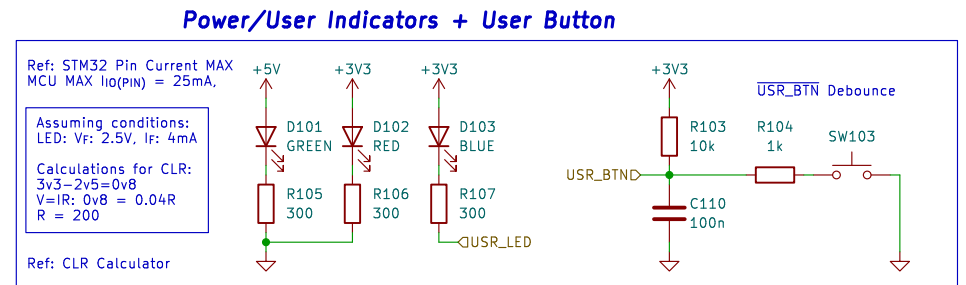 Power/User Indicators + User Button
Ref: STM32 Pin Current MAX
MCU MAX IIO(PIN) = 25mA,
Assuming conditions:
LED: VF: 2.5V, IF: 4mA
Calculations for CLR:
3v3-2v5=0v8
V=IR: 0v8 = 0.04R
R = 200
Ref: CLR Calculator
+5V
+3V3
+3V3
D101
GREEN
D102
RED
D103
BLUE
R105
300
R106
300
R107
300
USR_LED
+3V3
USR_BTN Debounce
R103
10k
R104
1k
SW103
USR_BTN
C110
100n